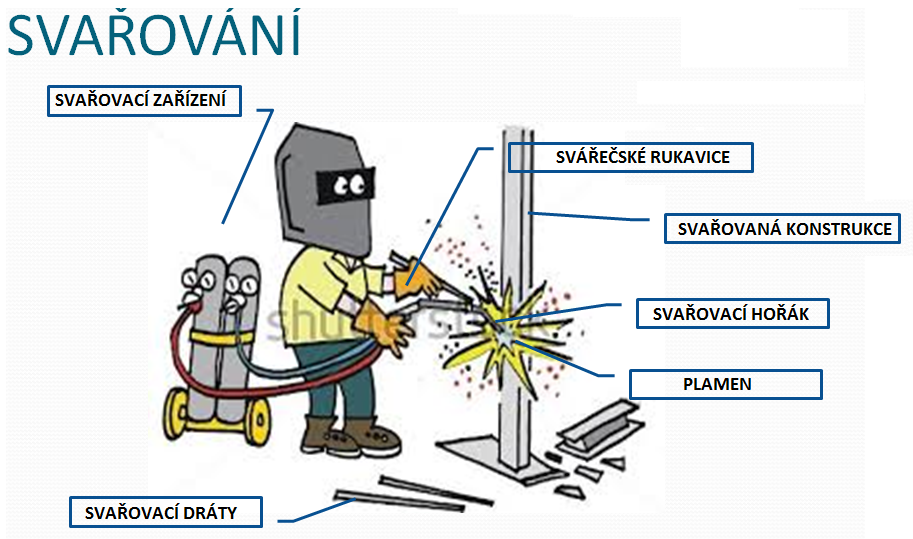 SVAŘOVÁNÍ
SVAŘOVACÍ ZAŘÍZENÍ
SVÁŘEČSKÉ RUKAVICE
SVAŘOVANÁ KONSTRUKCE
SVAŘOVACÍ HOŘÁK
PLAMEN
SVAŘOVACÍ DRÁTY